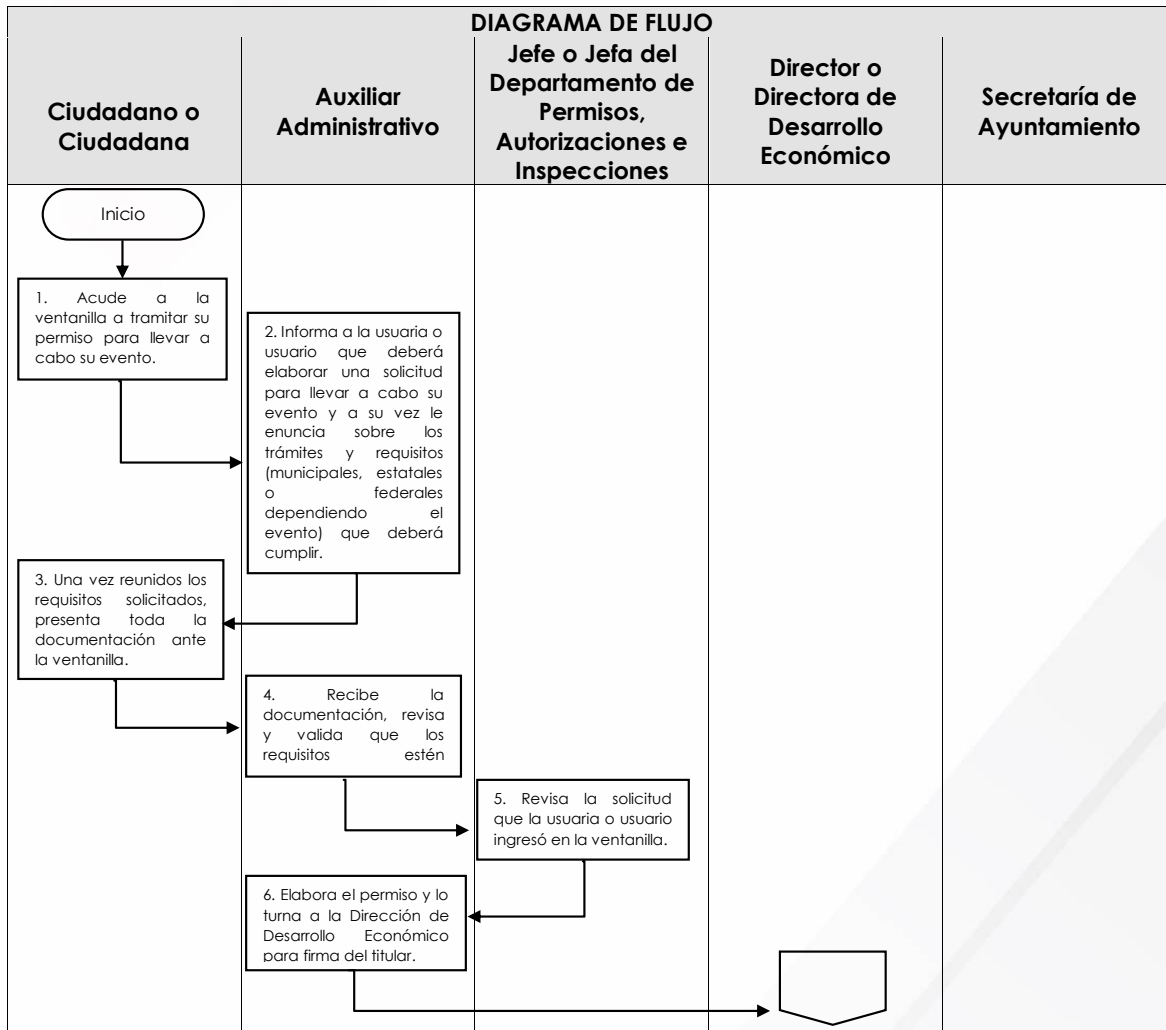 DIAGRAMA DE FLUJO
Ciudadano o
Ciudadana
Auxiliar
Administrativo
Jefe o Jefa del
Departamento de
Permisos,
Autorizaciones e
Inspecciones
Director o
Directora de
Desarrollo
Económico
Secretaría de
Ayuntamiento
Inicio
1. Acude a la
ventanilla a tramitar su
permiso para llevar a
cabo su evento.
2. Informa a la usuaria o
usuario que deberá
elaborar una solicitud
para llevar a cabo su
evento y a su vez le
enuncia sobre los
trámites y requisitos
(municipales, estatales
o federales
dependiendo el
evento) que deberá
cumplir.
3. Una vez reunidos los
requisitos solicitados,
presenta toda la
documentación ante
la ventanilla.
4. Recibe la
documentación, revisa
y valida que los
requisitos estén
5. Revisa la solicitud
que la usuaria o usuario
ingresó en la ventanilla.
6. Elabora el permiso y lo
turna a la Dirección de
Desarrollo Económico
para firma del titular.